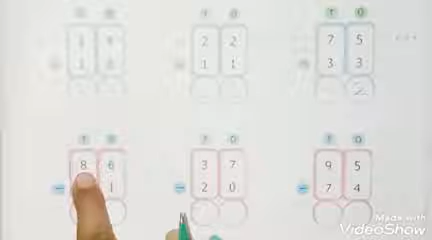 T O
T O
T O
2 2
7 5
1 1
3 3
2
T O
T O
T O
8 6
3 7
9 5
1
− 2 0
− 7 4
Made with
VideoShow